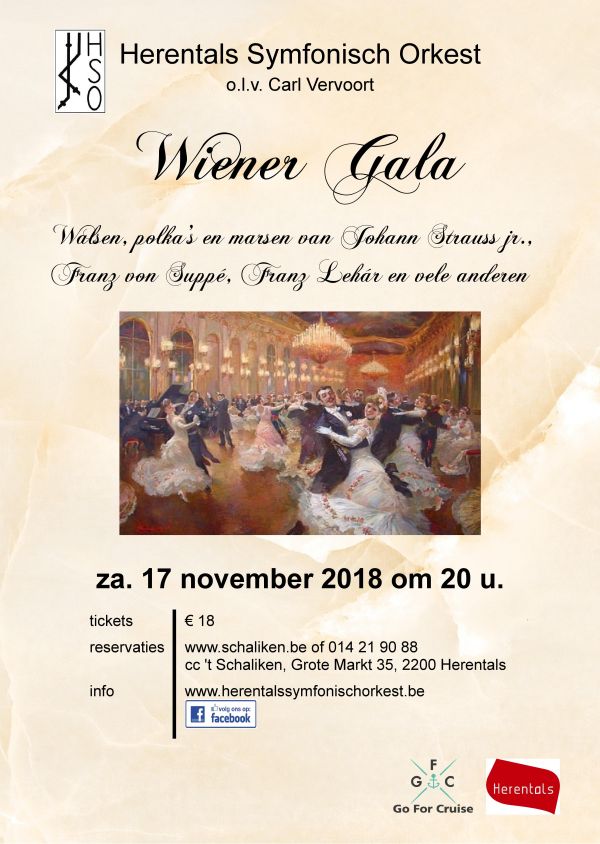 HSO
Herentals Symfonisch Orkest
o.l.v. Carl Vervoort
Wiener Gala
Walsen, polka's en marsen van Johann Strauss jr.,
Franz von Suppé, Franz Lehár en vele anderen
za. 17 november 2018 om 20 u.
tickets € 18
reservaties www.schaliken.be of 014 21 90 88
cc 't Schaliken, Grote Markt 35, 2200 Herentals
info www.herentalssymfonischorkest.be
volg ons op:
facebook
G F C
Go For Cruise
Herentals